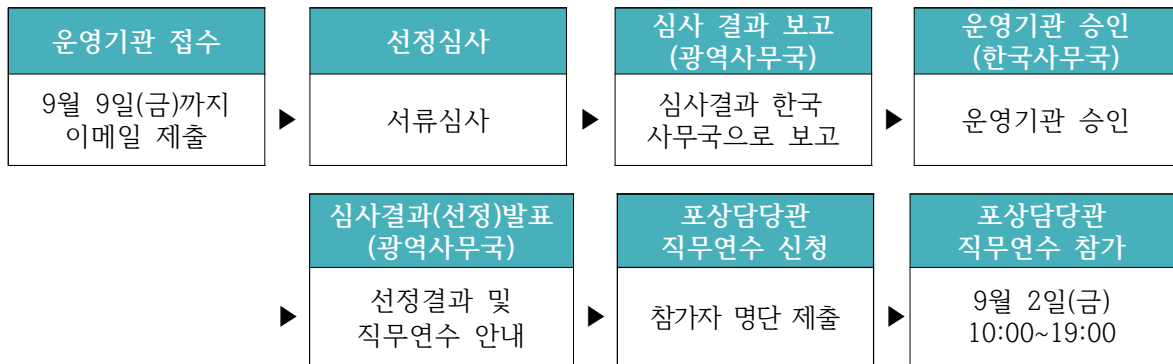 운영기관 접수
9월 9일(금)까지
이메일 제출
▶
선정심사
서류심사
▶
심사 결과 보고
(광역사무국)
심사결과 한국
사무국으로 보고
▶
운영기관 승인
(한국사무국)
운영기관 승인
▶
심사결과(선정)발표
(광역사무국)
선정결과 및
직무연수 안내
▶
포상담당관
직무연수 신청
참가자 명단 제출
▶
포상담당관
직무연수 참가
9월 2일(금)
10:00~19:00